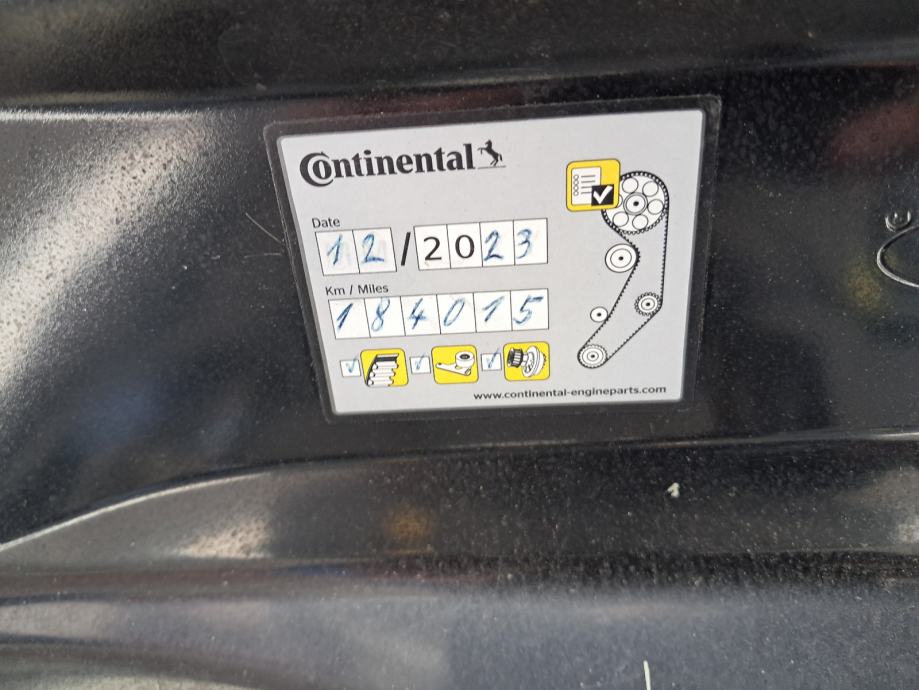 Continental
Date
12/2023
Km / Miles
184015
www.continental-engineparts.com